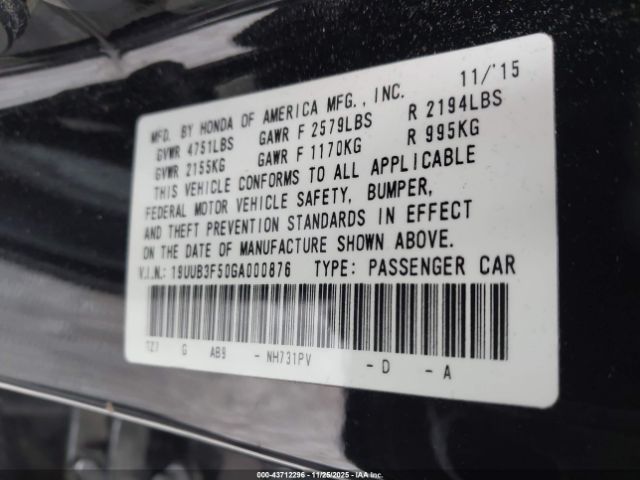 MFD. BY HONDA OF AMERICA MFG., INC. 11/'15
GVWR 4751LBS GAWR F 2579LBS R 2194LBS
GVWR 2155KG GAWR F 1170KG R 995KG
THIS VEHICLE CONFORMS TO ALL APPLICABLE
FEDERAL MOTOR VEHICLE SAFETY, BUMPER,
AND THEFT PREVENTION STANDARDS IN EFFECT
ON THE DATE OF MANUFACTURE SHOWN ABOVE.
V.I.N.: 19UUB3F50GA000876 TYPE: PASSENGER CAR
G AB9 - NH731PV - D - A
000-43712296 - 11/25/2025 - IAA Inc.